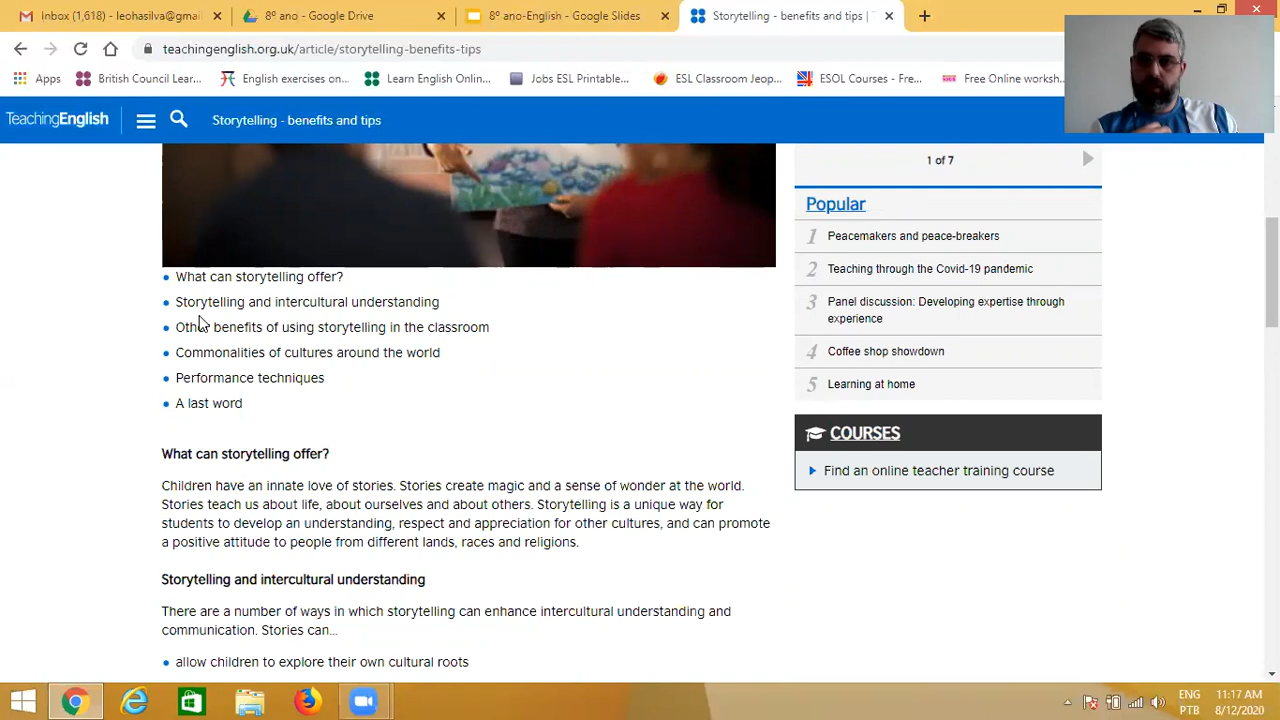 Inbox (1,618) - leohasilva@gmai
8º ano - Google Drive
8º ano-English - Google Slides
Storytelling - benefits and tips |
teachingenglish.org.uk/article/storytelling-benefits-tips
Apps
British Council Lear...
English exercises on...
Learn English Onlin...
Jobs ESL Printable...
ESL Classroom Jeop...
ESOL Courses - Fre...
Free Online worksh...
TeachingEnglish
Storytelling - benefits and tips
What can storytelling offer?
Storytelling and intercultural understanding
Other benefits of using storytelling in the classroom
Commonalities of cultures around the world
Performance techniques
A last word
What can storytelling offer?
Children have an innate love of stories. Stories create magic and a sense of wonder at the world.
Stories teach us about life, about ourselves and about others. Storytelling is a unique way for
students to develop an understanding, respect and appreciation for other cultures, and can promote
a positive attitude to people from different lands, races and religions.
Storytelling and intercultural understanding
There are a number of ways in which storytelling can enhance intercultural understanding and
communication. Stories can...
allow children to explore their own cultural roots
1 of 7
Popular
1 Peacemakers and peace-breakers
2 Teaching through the Covid-19 pandemic
3 Panel discussion: Developing expertise through
experience
4 Coffee shop showdown
5 Learning at home
COURSES
Find an online teacher training course
ENG
PTB
11:17 AM
8/12/2020